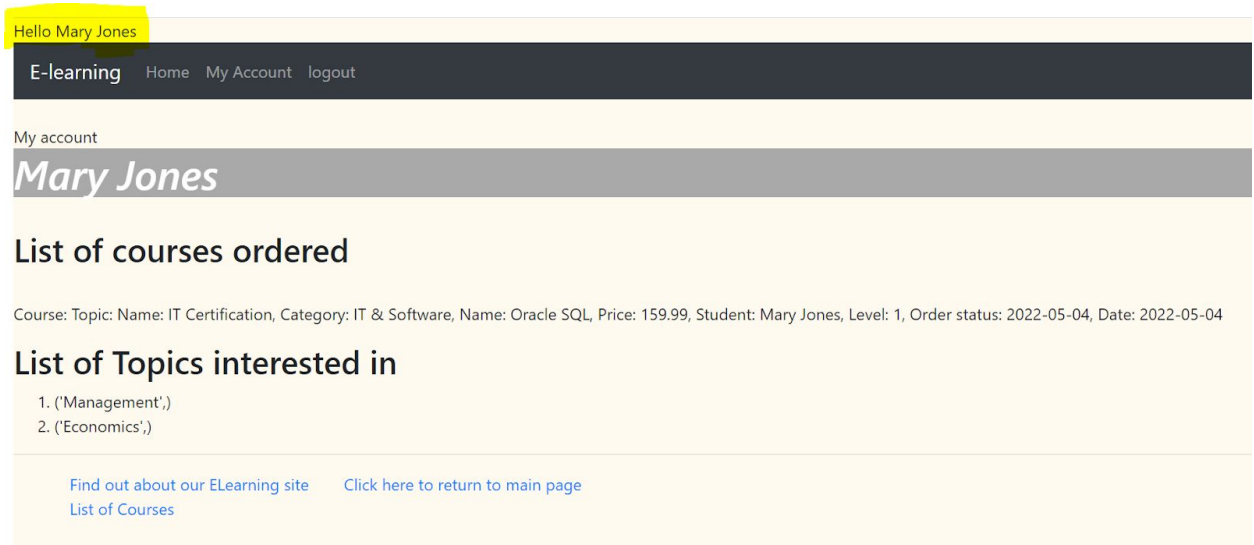 Hello Mary Jones
E-learning Home My Account logout
My account
Mary Jones
List of courses ordered
Course: Topic: Name: IT Certification, Category: IT & Software, Name: Oracle SQL, Price: 159.99, Student: Mary Jones, Level: 1, Order status: 2022-05-04, Date: 2022-05-04
List of Topics interested in
1. ('Management',)
2. ('Economics',)
Find out about our ELearning site Click here to return to main page
List of Courses